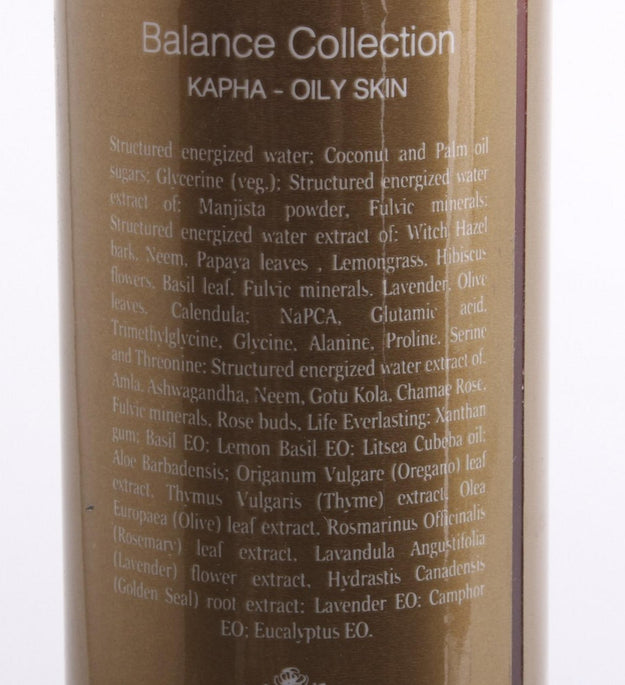 Balance Collection
KAPHA - OILY SKIN
Structured energized water; Coconut and Palm oil
sugars; Glycerine (veg.); Structured energized water
extract of: Manjista powder, Fulvic minerals;
Structured energized water extract of: Witch Hazel
bark, Neem, Papaya leaves , Lemongrass, Hibiscus
flowers, Basil leaf, Fulvic minerals, Lavender, Olive
leaves, Calendula; NaPCA, Glutamic acid,
Trimethylglycine, Glycine, Alanine, Proline, Serine
and Threonine; Structured energized water extract of,
Amla, Ashwagandha, Neem, Gotu Kola, Chamae Rose,
Fulvic minerals, Rose buds, Life Everlasting; Xanthan
gum; Basil EO; Lemon Basil EO; Litsea Cubeba oil;
Aloe Barbadensis; Origanum Vulgare (Oregano) leaf
extract, Thymus Vulgaris (Thyme) extract, Olea
Europaea (Olive) leaf extract, Rosmarinus Officinalis
(Rosemary) leaf extract, Lavandula Angustifolia
(Lavender) flower extract, Hydrastis Canadensis
(Golden Seal) root extract; Lavender EO; Camphor
EO; Eucalyptus EO.